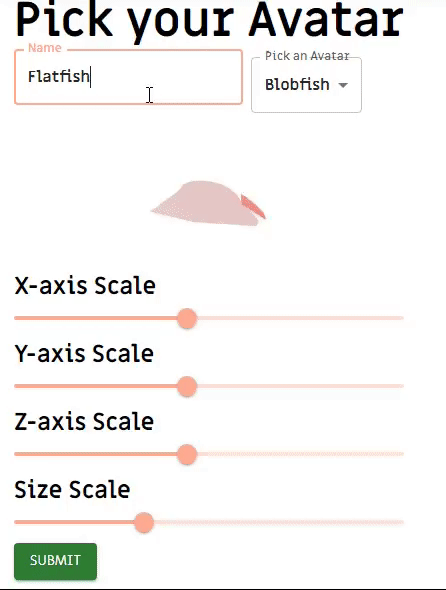 Pick your Avatar
Name
Flatfish
Pick an Avatar
Blobfish
X-axis Scale
Y-axis Scale
Z-axis Scale
Size Scale
SUBMIT